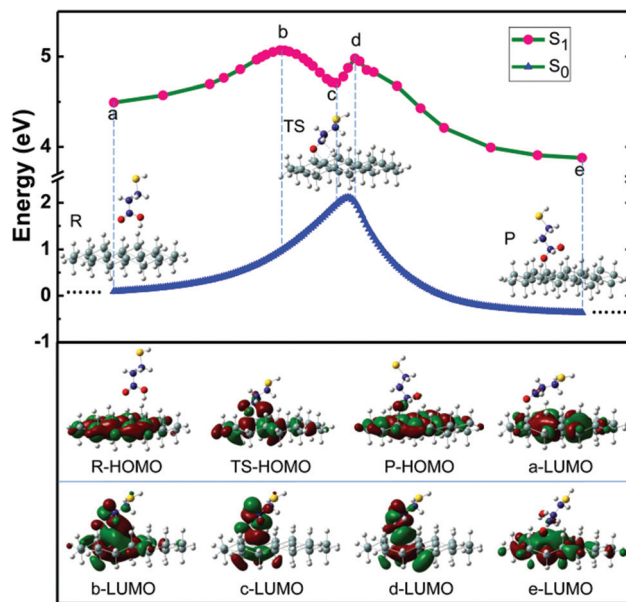 b
d
S₁
S₀
5
a
c
TS
e
4
Energy (eV)
2
R
P
1
0
-1
R-HOMO TS-HOMO P-HOMO a-LUMO
b-LUMO c-LUMO d-LUMO e-LUMO